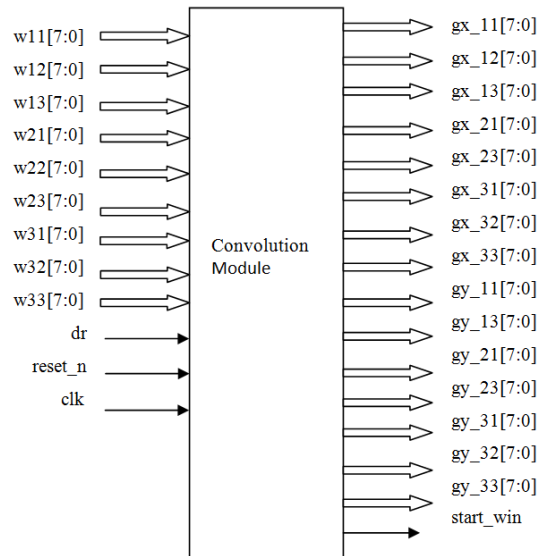 w11[7:0]
w12[7:0]
w13[7:0]
w21[7:0]
w22[7:0]
w23[7:0]
w31[7:0]
w32[7:0]
w33[7:0]
dr
reset_n
clk
Convolution
Module
gx_11[7:0]
gx_12[7:0]
gx_13[7:0]
gx_21[7:0]
gx_23[7:0]
gx_31[7:0]
gx_32[7:0]
gx_33[7:0]
gy_11[7:0]
gy_13[7:0]
gy_21[7:0]
gy_23[7:0]
gy_31[7:0]
gy_32[7:0]
gy_33[7:0]
start_win